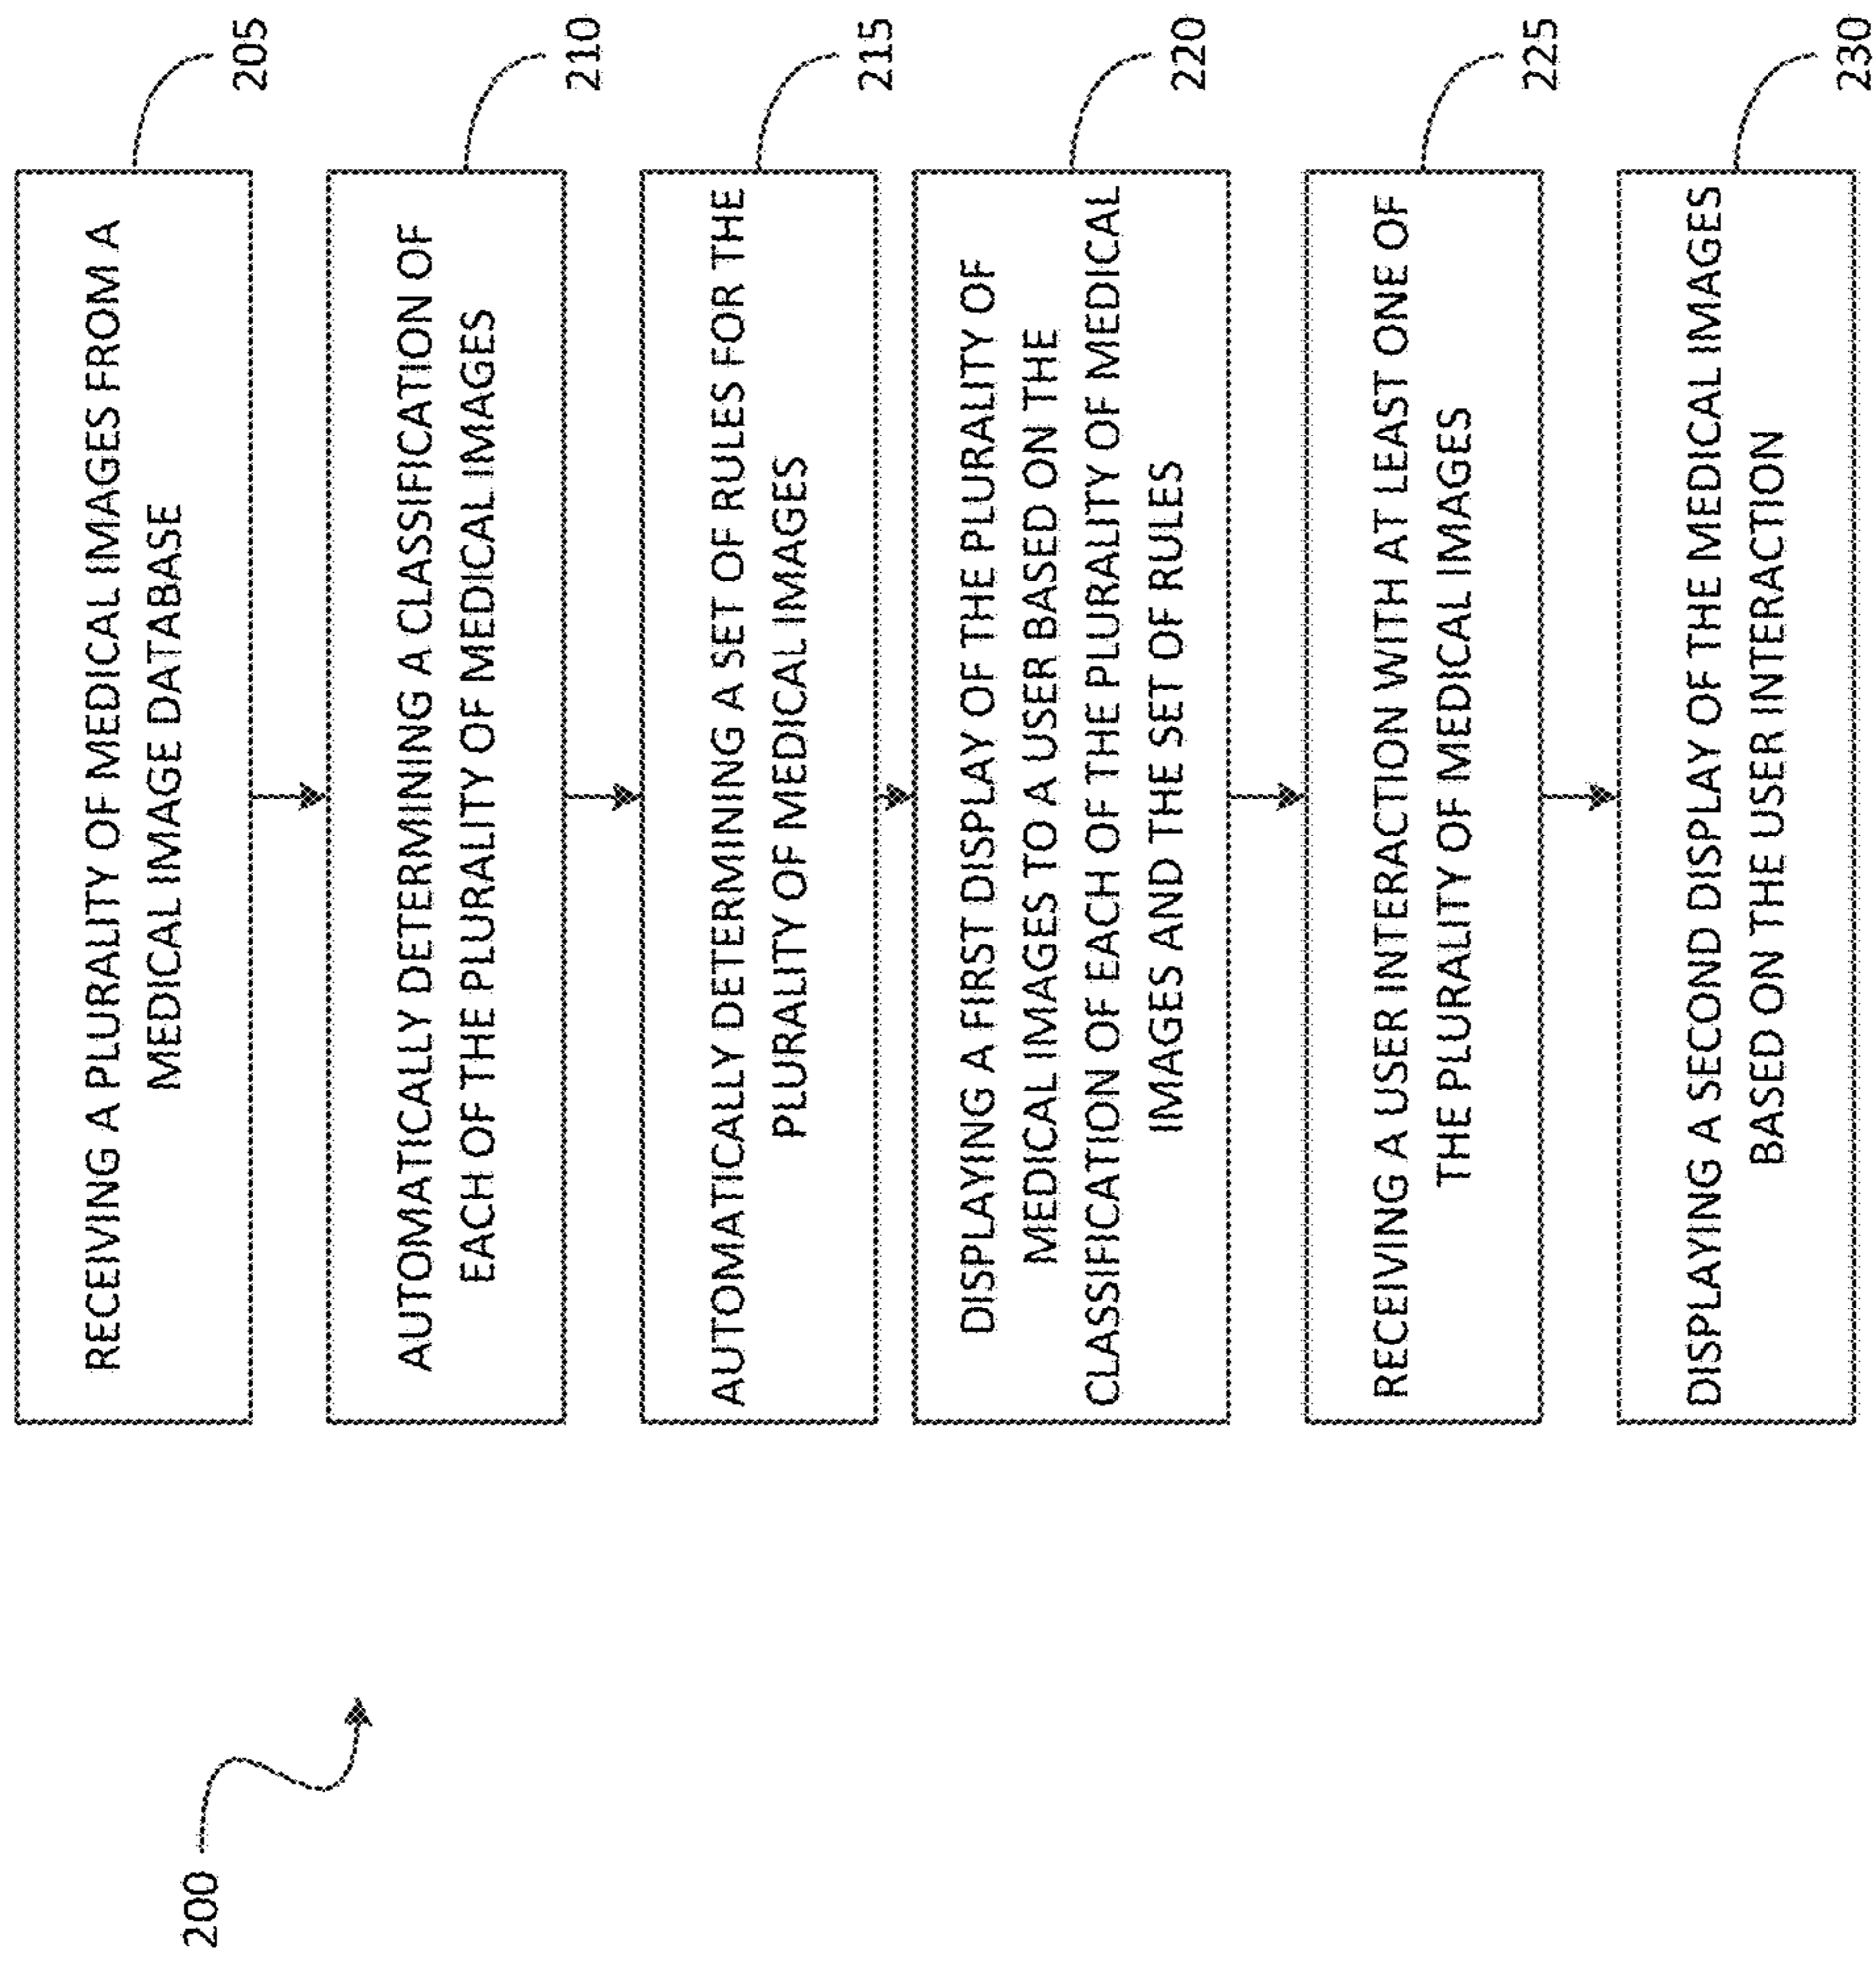 200
RECEIVING A PLURALITY OF MEDICAL IMAGES FROM A
MEDICAL IMAGE DATABASE
205
AUTOMATICALLY DETERMINING A CLASSIFICATION OF
EACH OF THE PLURALITY OF MEDICAL IMAGES
210
AUTOMATICALLY DETERMINING A SET OF RULES FOR THE
PLURALITY OF MEDICAL IMAGES
215
DISPLAYING A FIRST DISPLAY OF THE PLURALITY OF
MEDICAL IMAGES TO A USER BASED ON THE
CLASSIFICATION OF EACH OF THE PLURALITY OF MEDICAL
IMAGES AND THE SET OF RULES
220
RECEIVING A USER INTERACTION WITH AT LEAST ONE OF
THE PLURALITY OF MEDICAL IMAGES
225
DISPLAYING A SECOND DISPLAY OF THE MEDICAL IMAGES
BASED ON THE USER INTERACTION
230